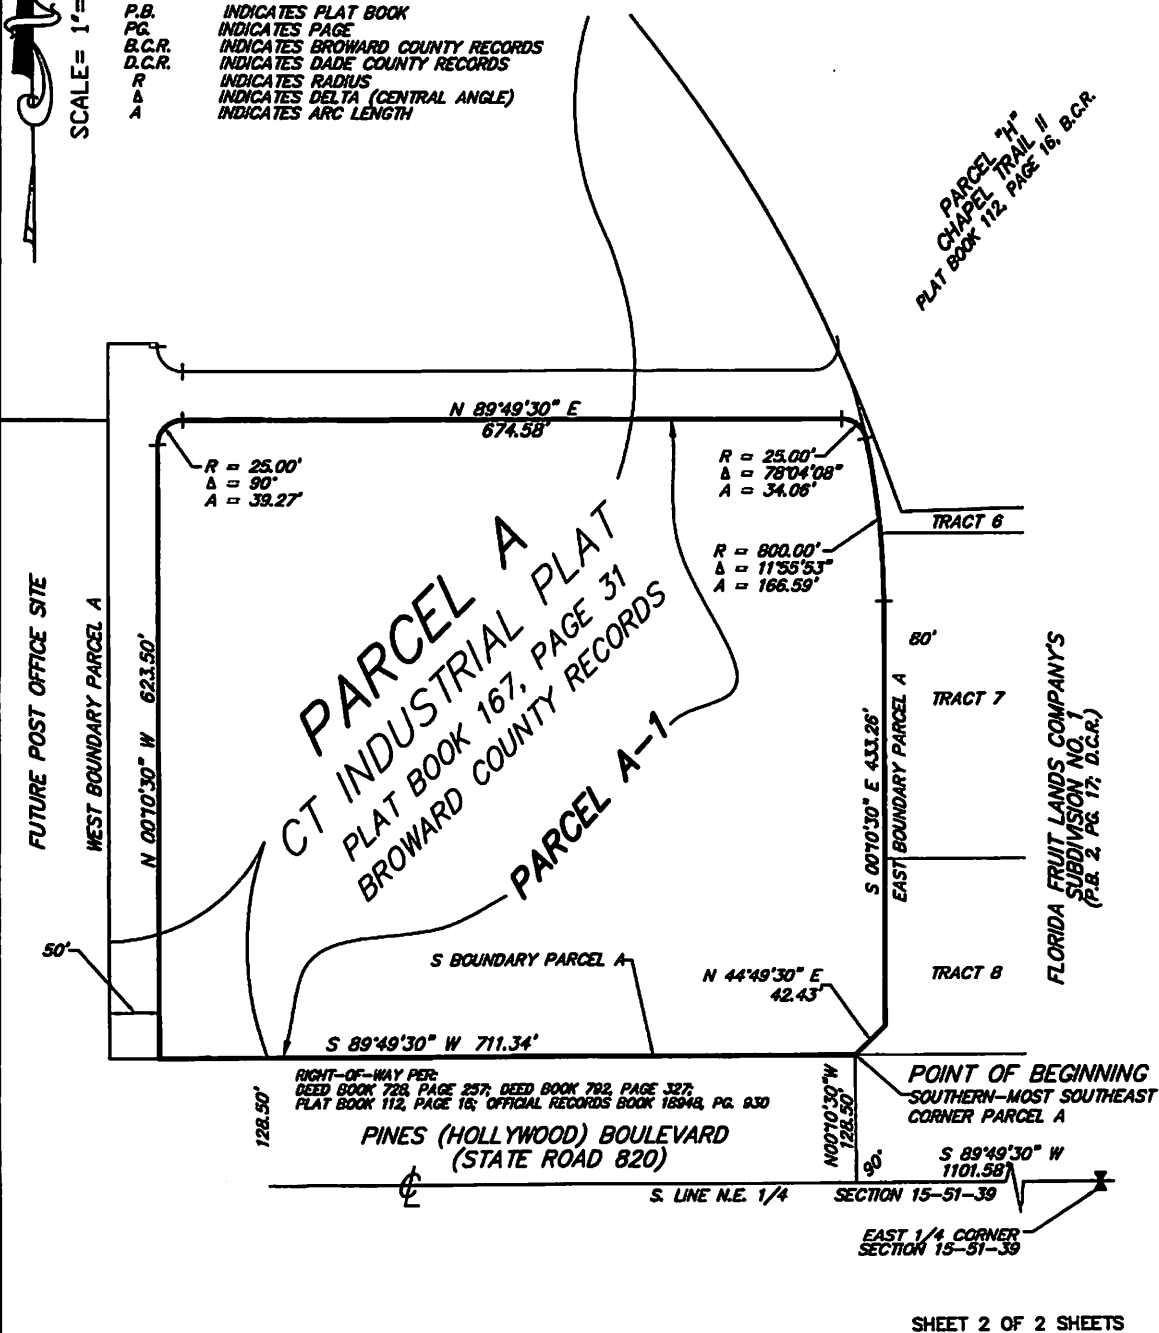 P.B. INDICATES PLAT BOOK
PG. INDICATES PAGE
B.C.R. INDICATES BROWARD COUNTY RECORDS
D.C.R. INDICATES DADE COUNTY RECORDS
R INDICATES RADIUS
Δ INDICATES DELTA (CENTRAL ANGLE)
A INDICATES ARC LENGTH
SCALE= 1"=
PARCEL "H"
CHAPEL TRAIL II
PLAT BOOK 112, PAGE 16, B.C.R.
N 89°49'30" E
674.58'
R = 25.00'
Δ = 90°
A = 39.27'
R = 25.00'
Δ = 78°04'08"
A = 34.06'
R = 800.00'
Δ = 11°55'53"
A = 166.59'
TRACT 6
80'
TRACT 7
TRACT 8
FUTURE POST OFFICE SITE
WEST BOUNDARY PARCEL A
N 00°10'30" W 623.50'
PARCEL A
CT INDUSTRIAL PLAT
PLAT BOOK 167, PAGE 31
BROWARD COUNTY RECORDS
PARCEL A-1
S 00°10'30" E 433.26'
EAST BOUNDARY PARCEL A
FLORIDA FRUIT LANDS COMPANY'S
SUBDIVISION NO. 1
(P.B. 2, PG. 17; D.C.R.)
50'
S BOUNDARY PARCEL A
N 44°49'30" E
42.43'
S 89°49'30" W 711.34'
128.50'
RIGHT-OF-WAY PER:
DEED BOOK 728, PAGE 257; DEED BOOK 792, PAGE 327;
PLAT BOOK 112, PAGE 16; OFFICIAL RECORDS BOOK 18948, PG. 930
PINES (HOLLYWOOD) BOULEVARD
(STATE ROAD 820)
N00°10'30"W
128.50'
90°
POINT OF BEGINNING
SOUTHERN-MOST SOUTHEAST
CORNER PARCEL A
S 89°49'30" W
1101.58'
S. LINE N.E. 1/4 SECTION 15-51-39
EAST 1/4 CORNER
SECTION 15-51-39
SHEET 2 OF 2 SHEETS